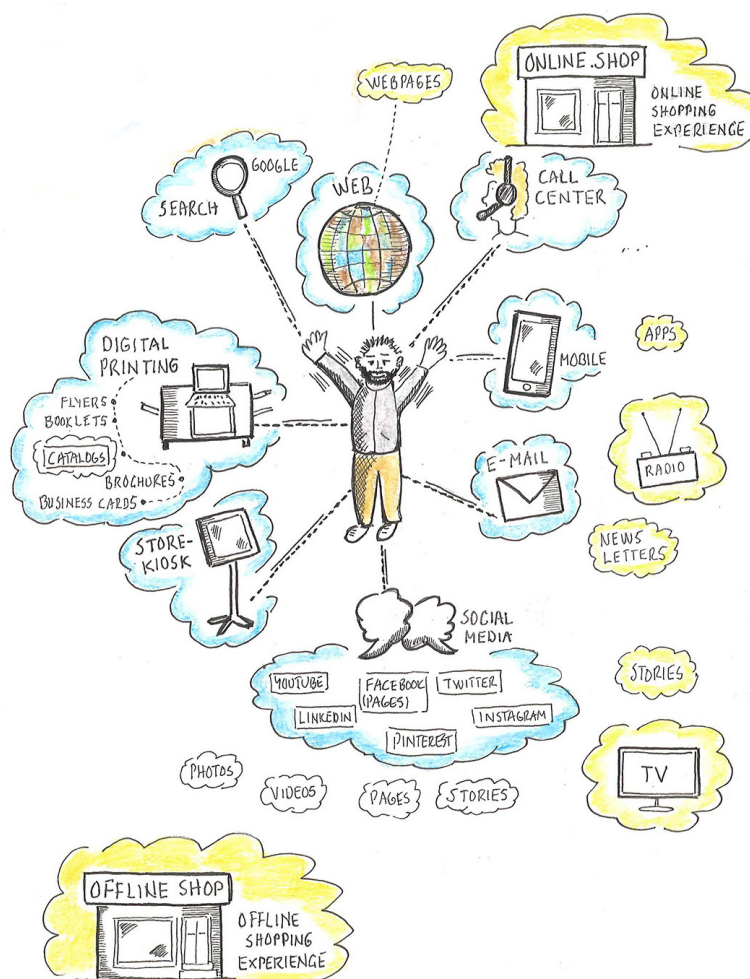 WEBPAGES
ONLINE.SHOP
ONLINE
SHOPPING
EXPERIENCE
GOOGLE
SEARCH
WEB
CALL
CENTER
...
DIGITAL
PRINTING
FLYERS
BOOKLETS
CATALOGS
BROCHURES
BUSINESS CARDS
MOBILE
APPS
E-MAIL
RADIO
NEWS
LETTERS
STORE-
KIOSK
SOCIAL
MEDIA
YOUTUBE
FACEBOOK
(PAGES)
TWITTER
LINKEDIN
INSTAGRAM
PINTEREST
STORIES
PHOTOS
VIDEOS
PAGES
STORIES
TV
OFFLINE SHOP
OFFLINE
SHOPPING
EXPERIENCE